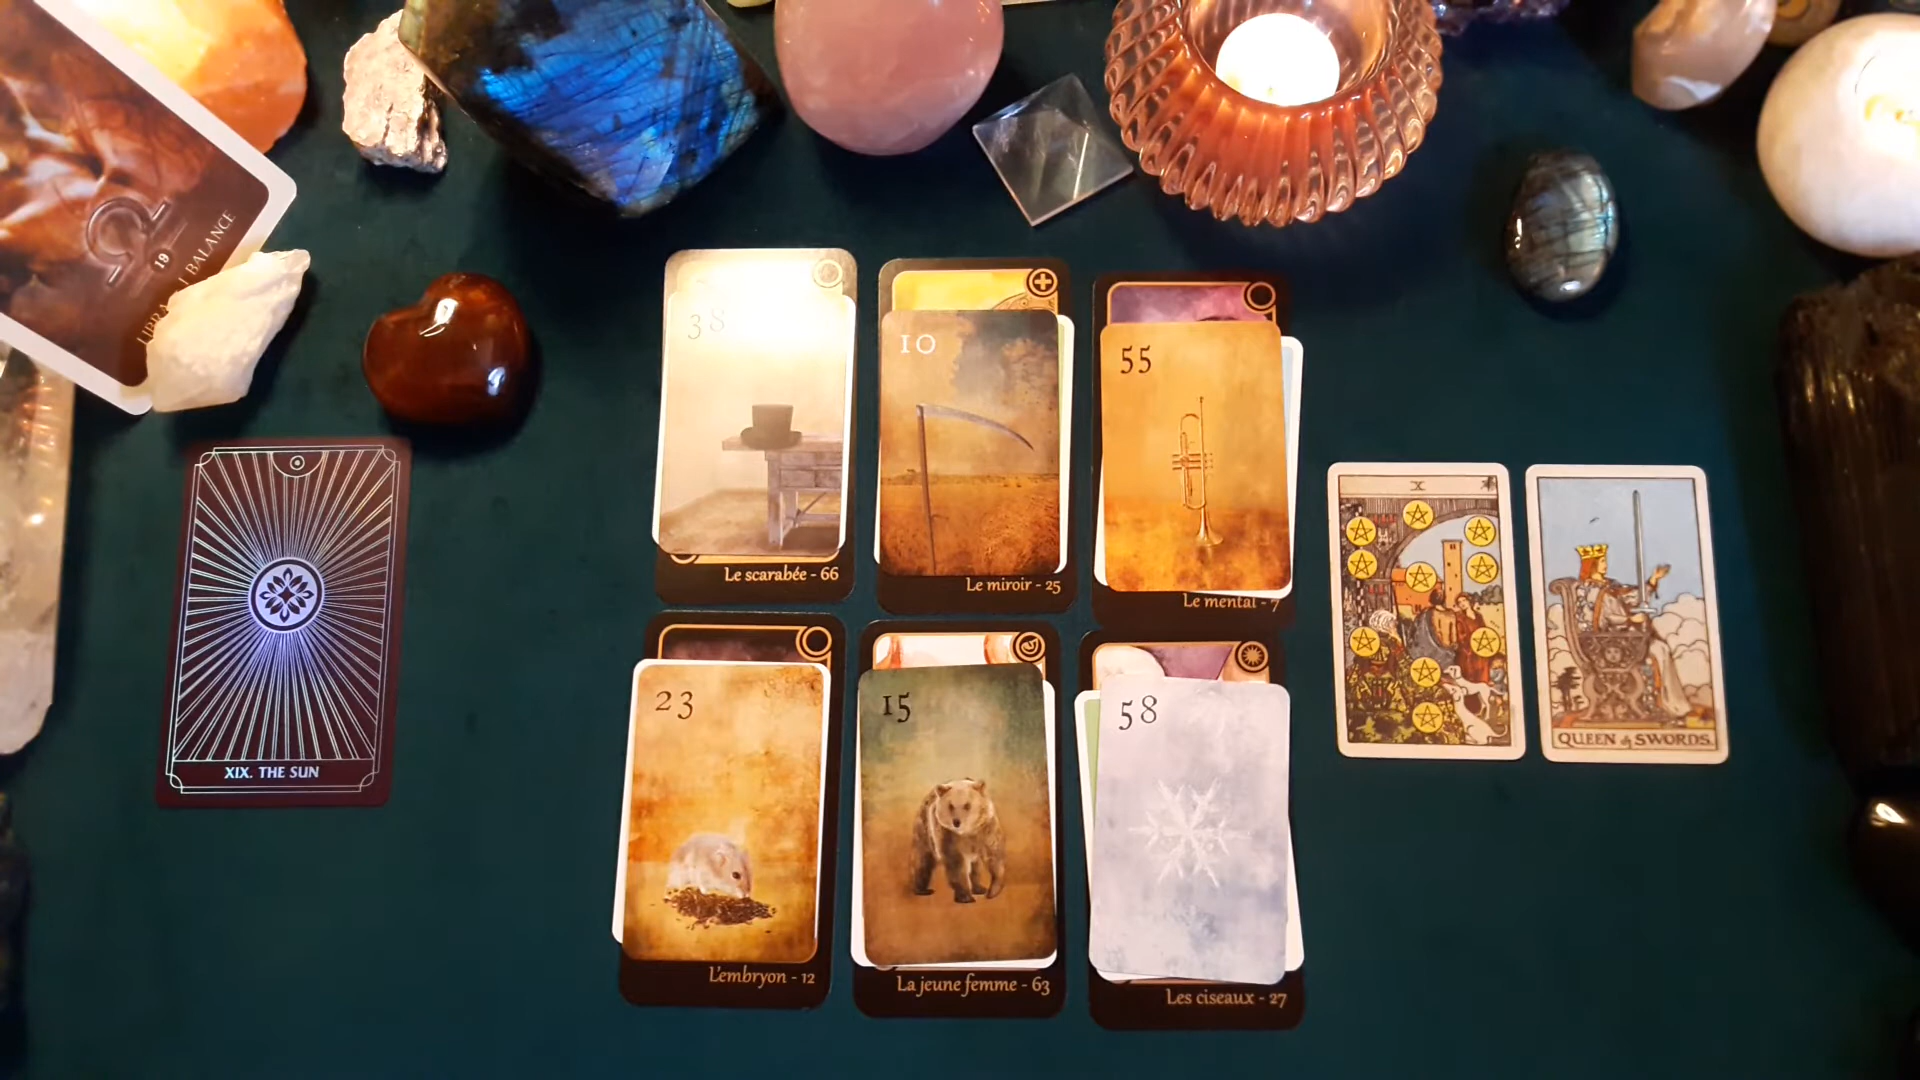 19
LIBRA | BALANCE
XIX. THE SUN
38
Le scarabée - 66
10
Le miroir - 25
55
Le mental - 7
23
L'embryon - 12
15
La jeune femme - 63
58
Les ciseaux - 27
X
QUEEN of SWORDS.